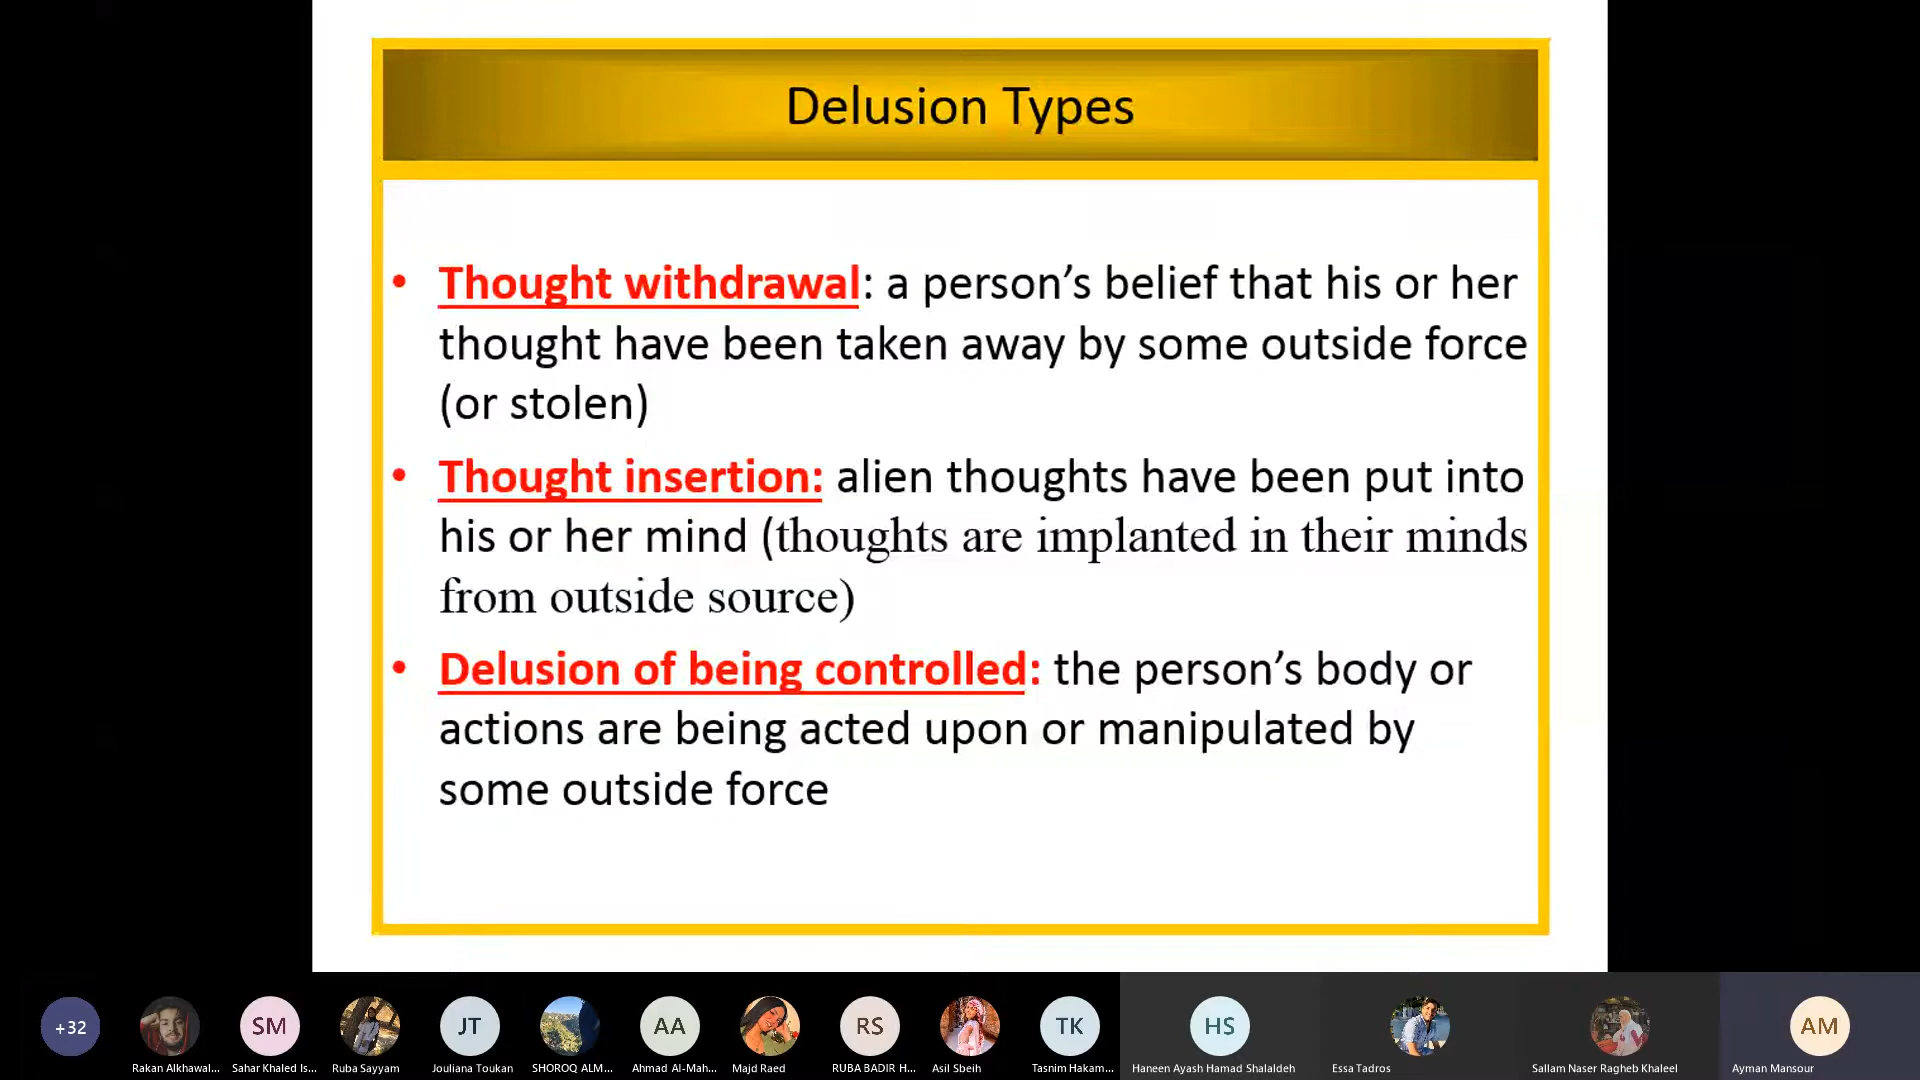 Delusion Types
• Thought withdrawal: a person’s belief that his or her
thought have been taken away by some outside force
(or stolen)
• Thought insertion: alien thoughts have been put into
his or her mind (thoughts are implanted in their minds
from outside source)
• Delusion of being controlled: the person’s body or
actions are being acted upon or manipulated by
some outside force
+32
SM
JT
AA
RS
TK
HS
AM
Rakan Alkhawal...
Sahar Khaled Is...
Ruba Sayyam
Jouliana Toukan
SHOROQ ALM...
Ahmad Al-Mah...
Majd Raed
RUBA BADIR H...
Asil Sbeih
Tasnim Hakam...
Haneen Ayash Hamad Shalaldeh
Essa Tadros
Sallam Naser Ragheb Khaleel
Ayman Mansour